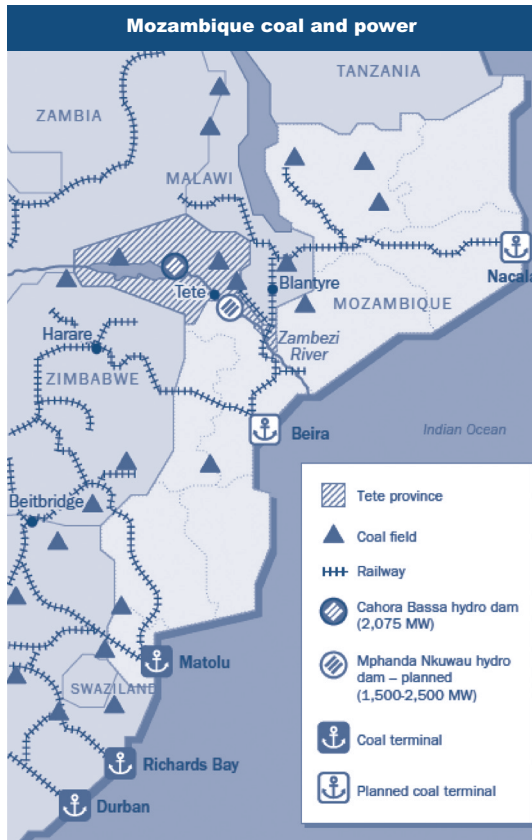 Mozambique coal and power
TANZANIA
ZAMBIA
MALAWI
Nacala
Blantyre
Tete
MOZAMBIQUE
Zambezi
River
Harare
ZIMBABWE
Beira
Indian Ocean
Beitbridge
Matolu
SWAZILAND
Richards Bay
Durban
Tete province
Coal field
Railway
Cahora Bassa hydro dam
(2,075 MW)
Mphanda Nkuwau hydro
dam – planned
(1,500-2,500 MW)
Coal terminal
Planned coal terminal